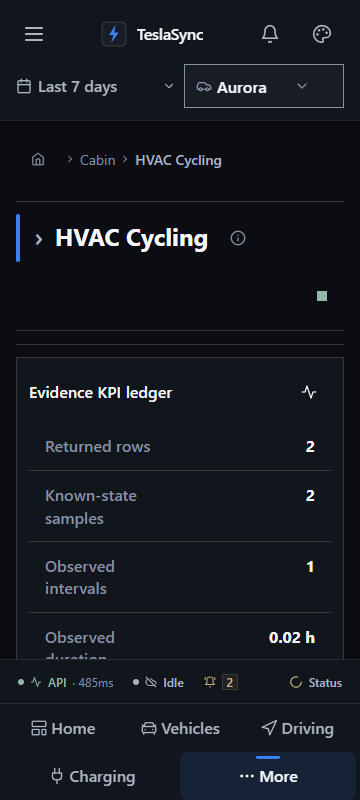 TeslaSync
Last 7 days
Aurora
Cabin
HVAC Cycling
HVAC Cycling
Evidence KPI ledger
Returned rows 2
Known-state 2
samples
Observed 1
intervals
Observed 0.02 h
duration
API · 485ms
Idle
2
Status
Home
Vehicles
Driving
Charging
More